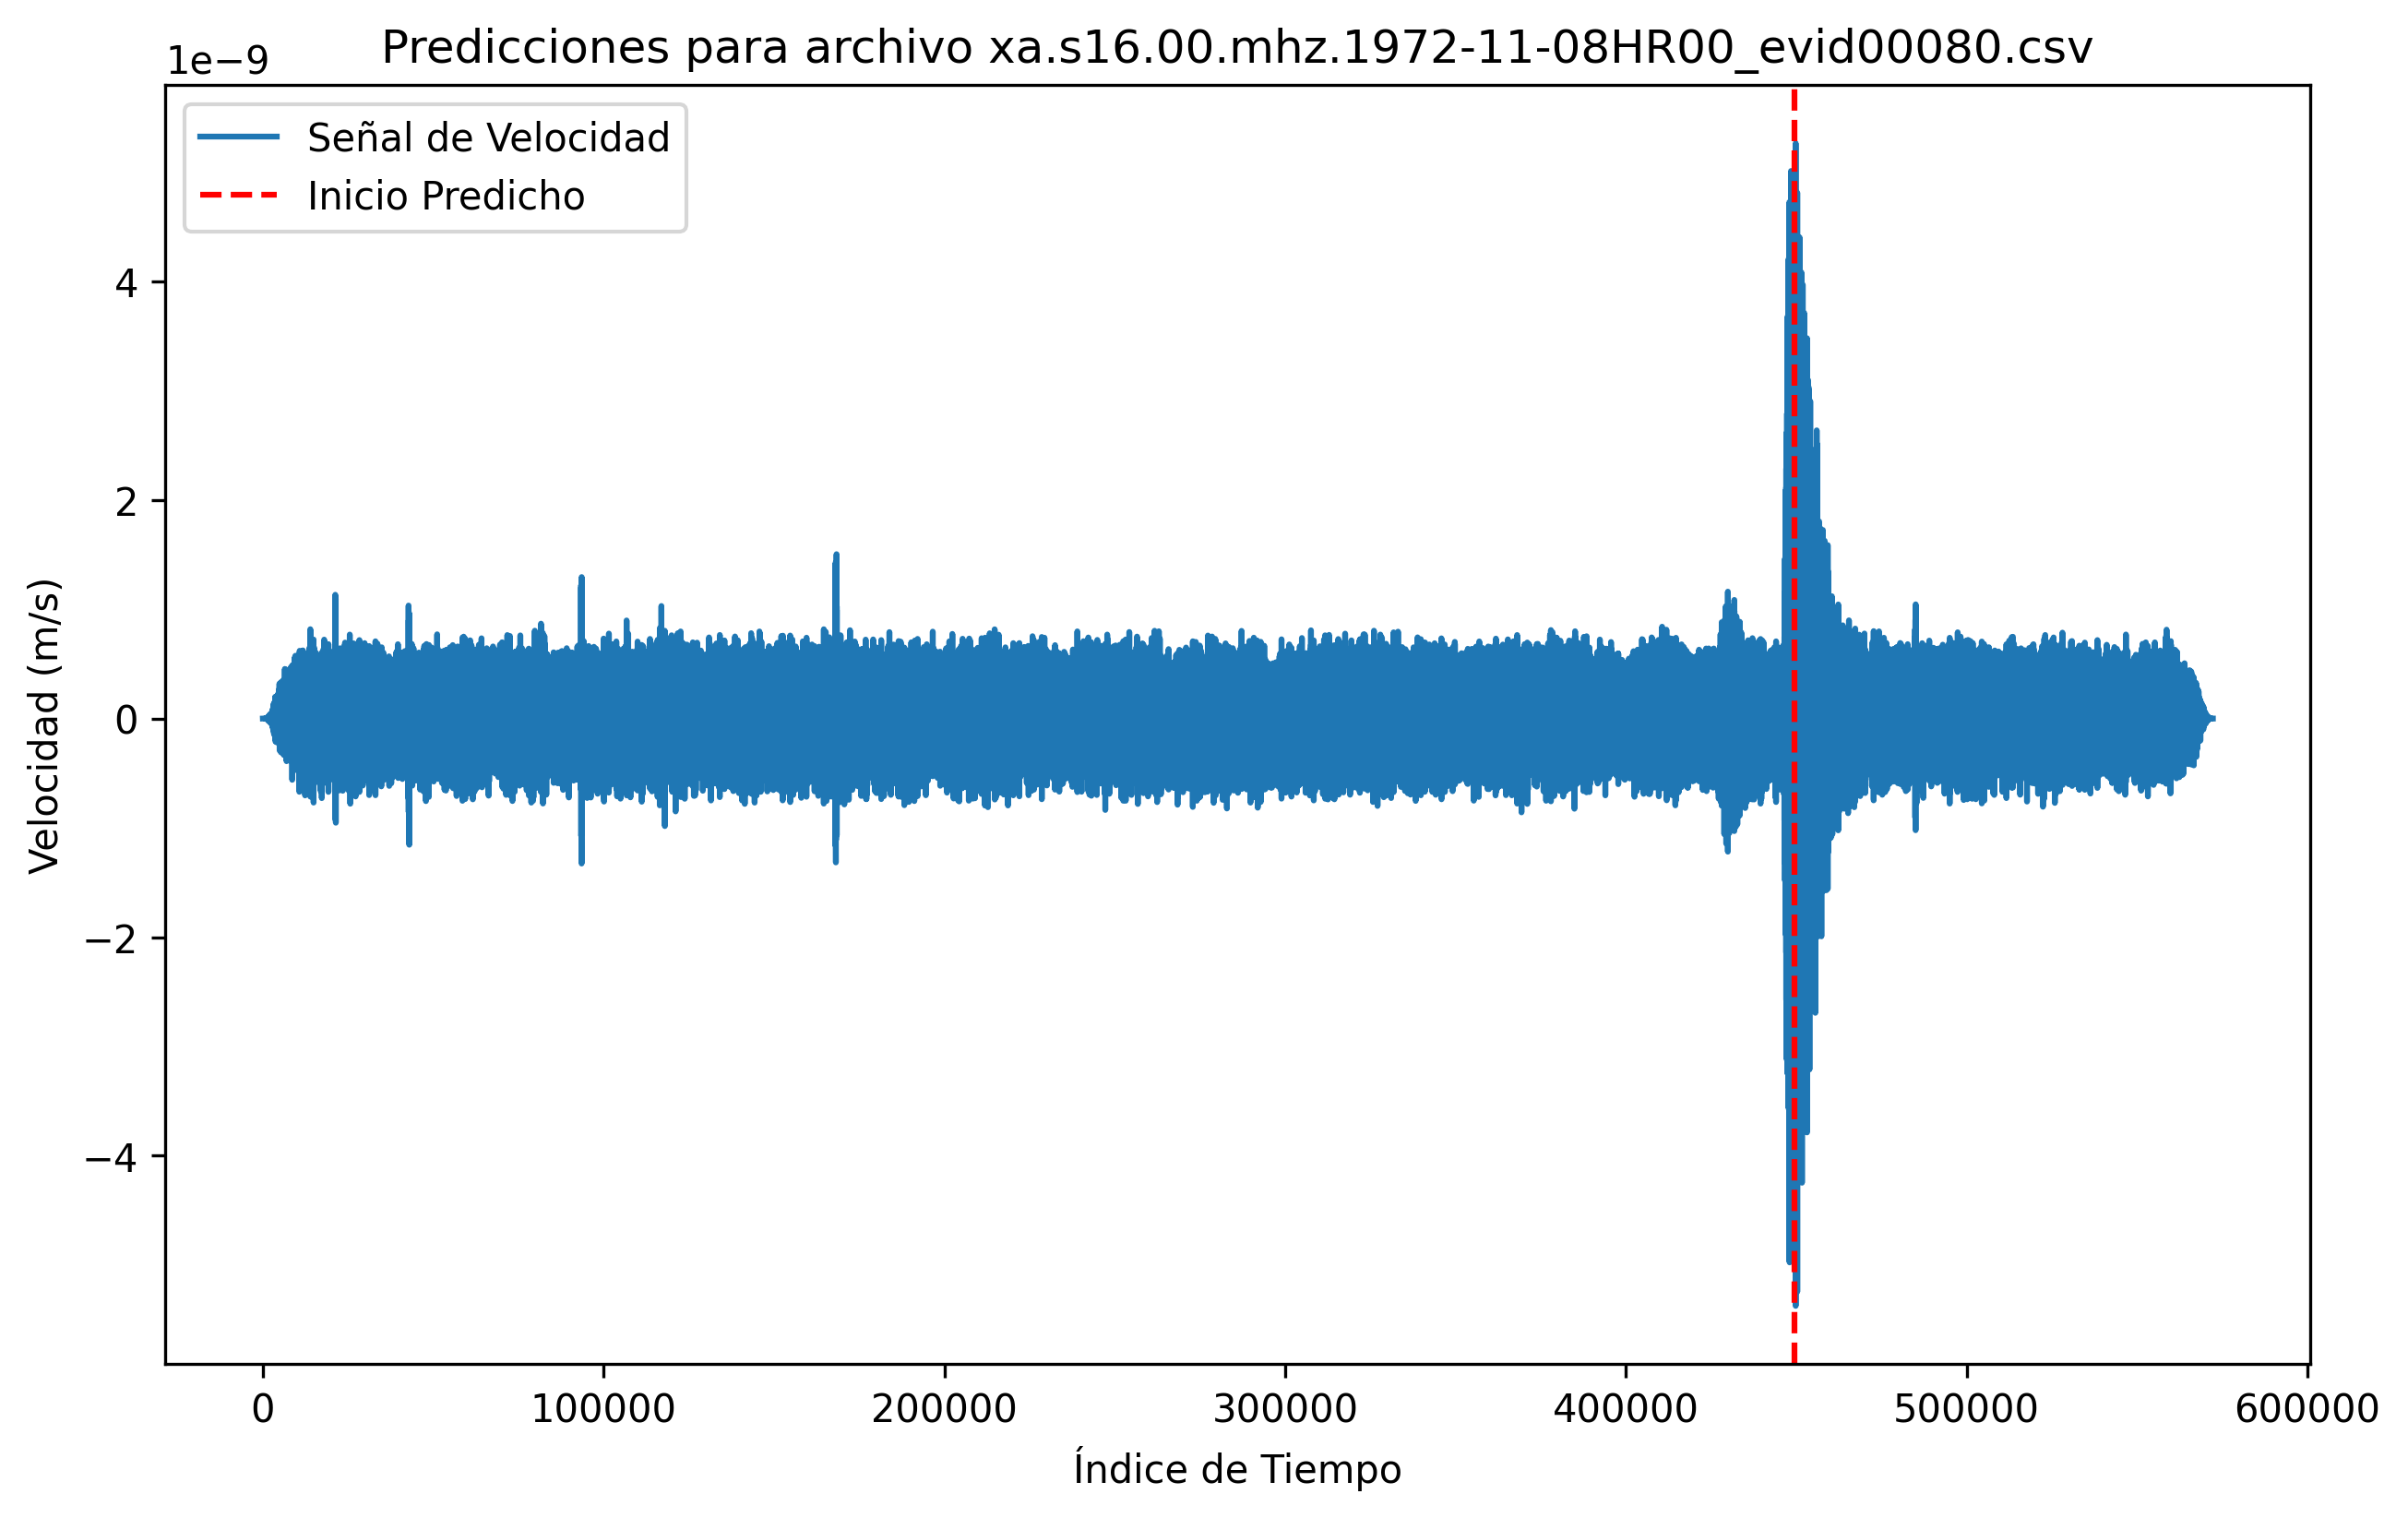 Predicciones para archivo xa.s16.00.mhz.1972-11-08HR00_evid00080.csv
1e−9
Señal de Velocidad
Inicio Predicho
4
2
0
−2
−4
Velocidad (m/s)
0 100000 200000 300000 400000 500000 600000
Índice de Tiempo